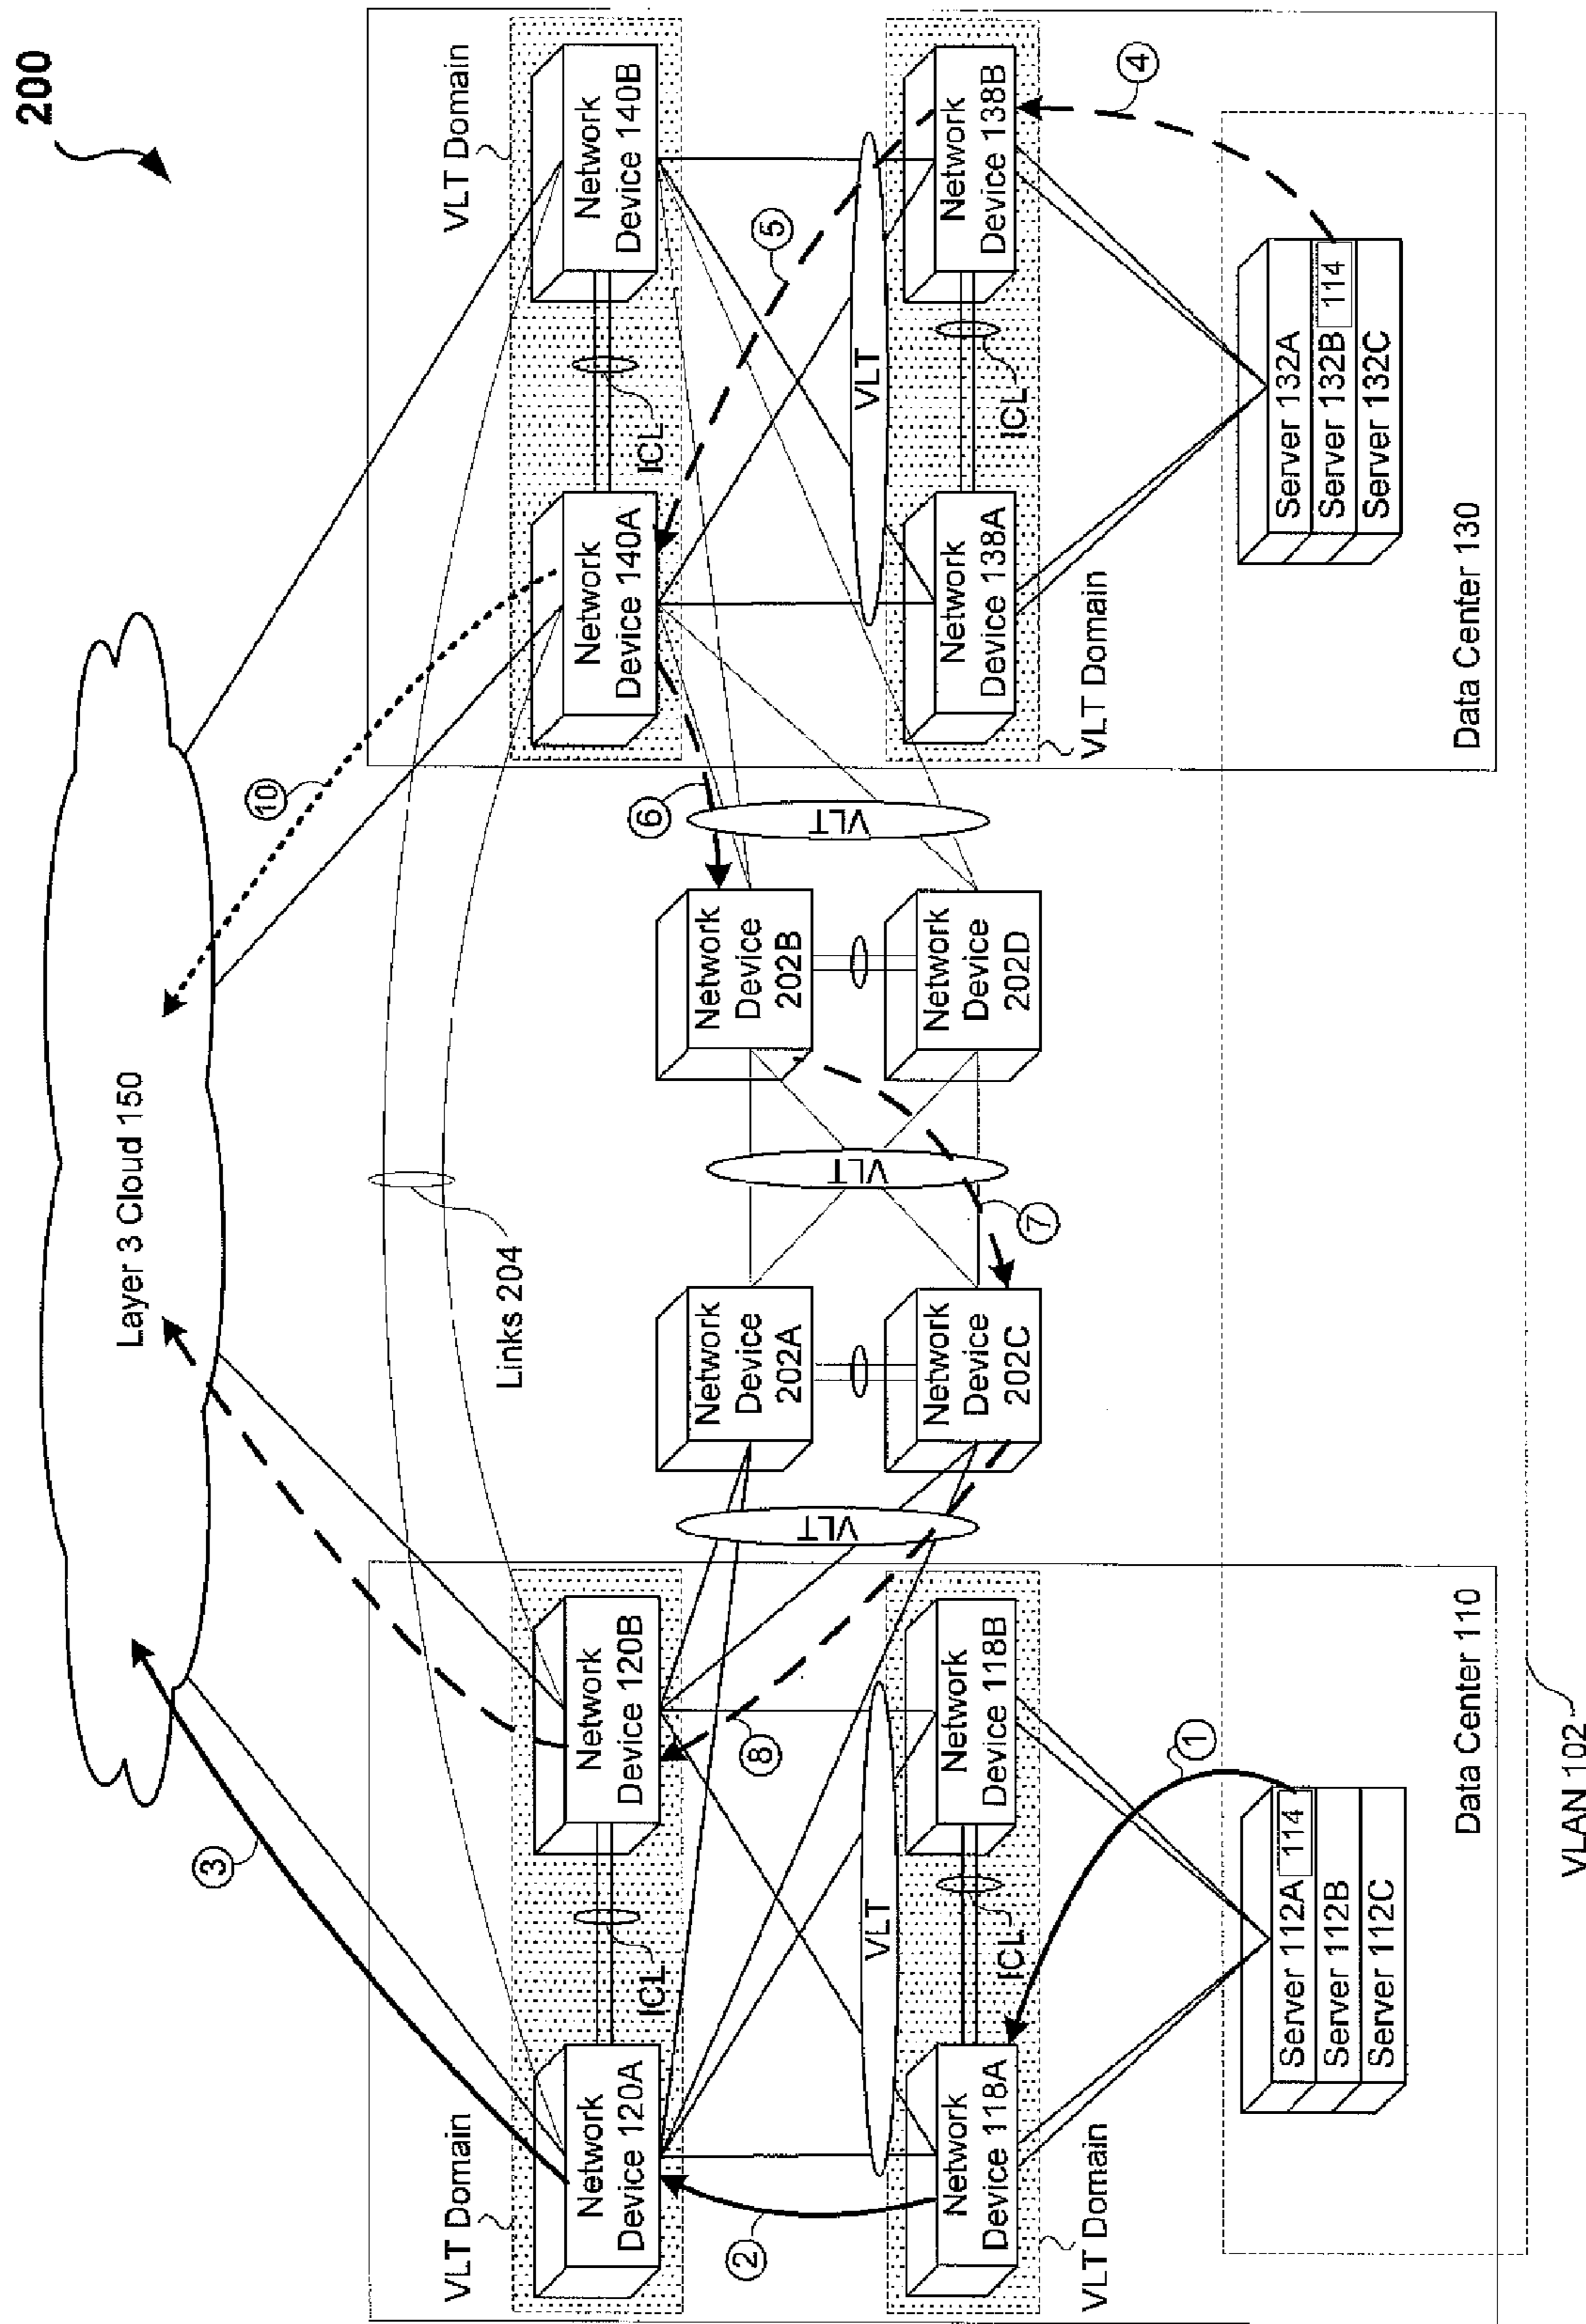 200
Layer 3 Cloud 150
3
10
VLT Domain
VLT Domain
Links 204
Network
Device 120A
ICL
Network
Device 120B
Network
Device 140A
ICL
Network
Device 140B
2
8
VLT
VLT
Network
Device
202A
VLT
Network
Device
202B
6
VLT
5
VLT
Network
Device
202C
7
Network
Device
202D
Network
Device 118A
ICL
Network
Device 118B
Network
Device 138A
ICL
Network
Device 138B
VLT Domain
1
VLT Domain
4
Server 112A
114
Server 112B
Server 112C
Server 132A
Server 132B
114
Server 132C
Data Center 110
Data Center 130
VLAN 102